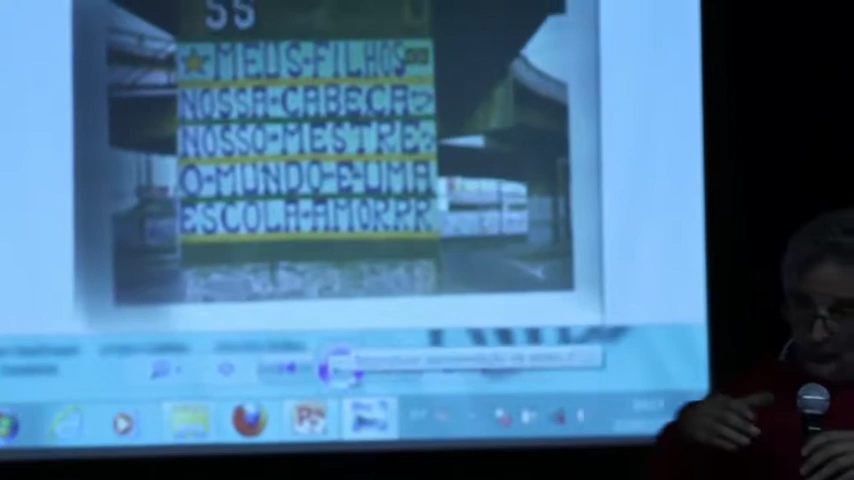 55
MEUS-FILHOS
NOSSA-CABEÇA
NOSSO-MESTRE
O-MUNDO-E-UMA
ESCOLA-AMORRR